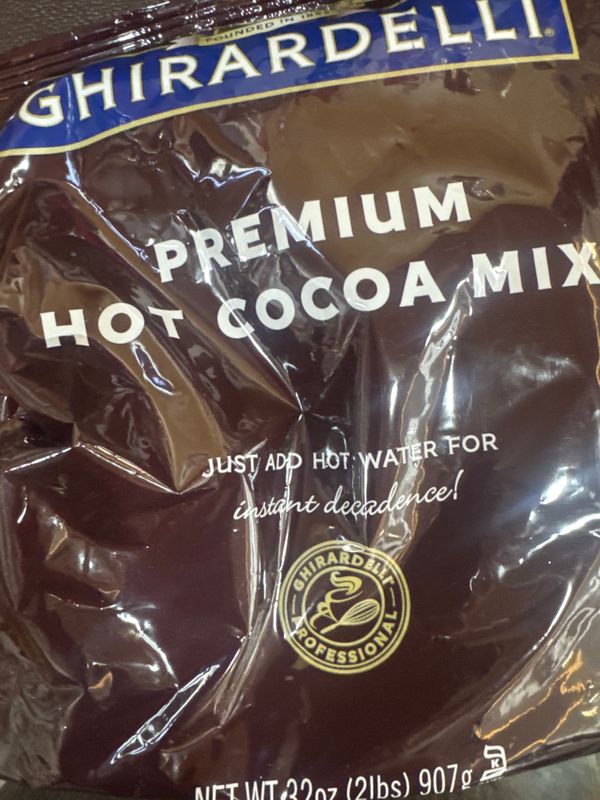 FOUNDED IN
GHIRARDELLI®
PREMIUM
HOT COCOA MIX
JUST ADD HOT WATER FOR
instant decadence!
GHIRARDELLI
PROFESSIONAL
NET WT 32oz (2lbs) 907g
K